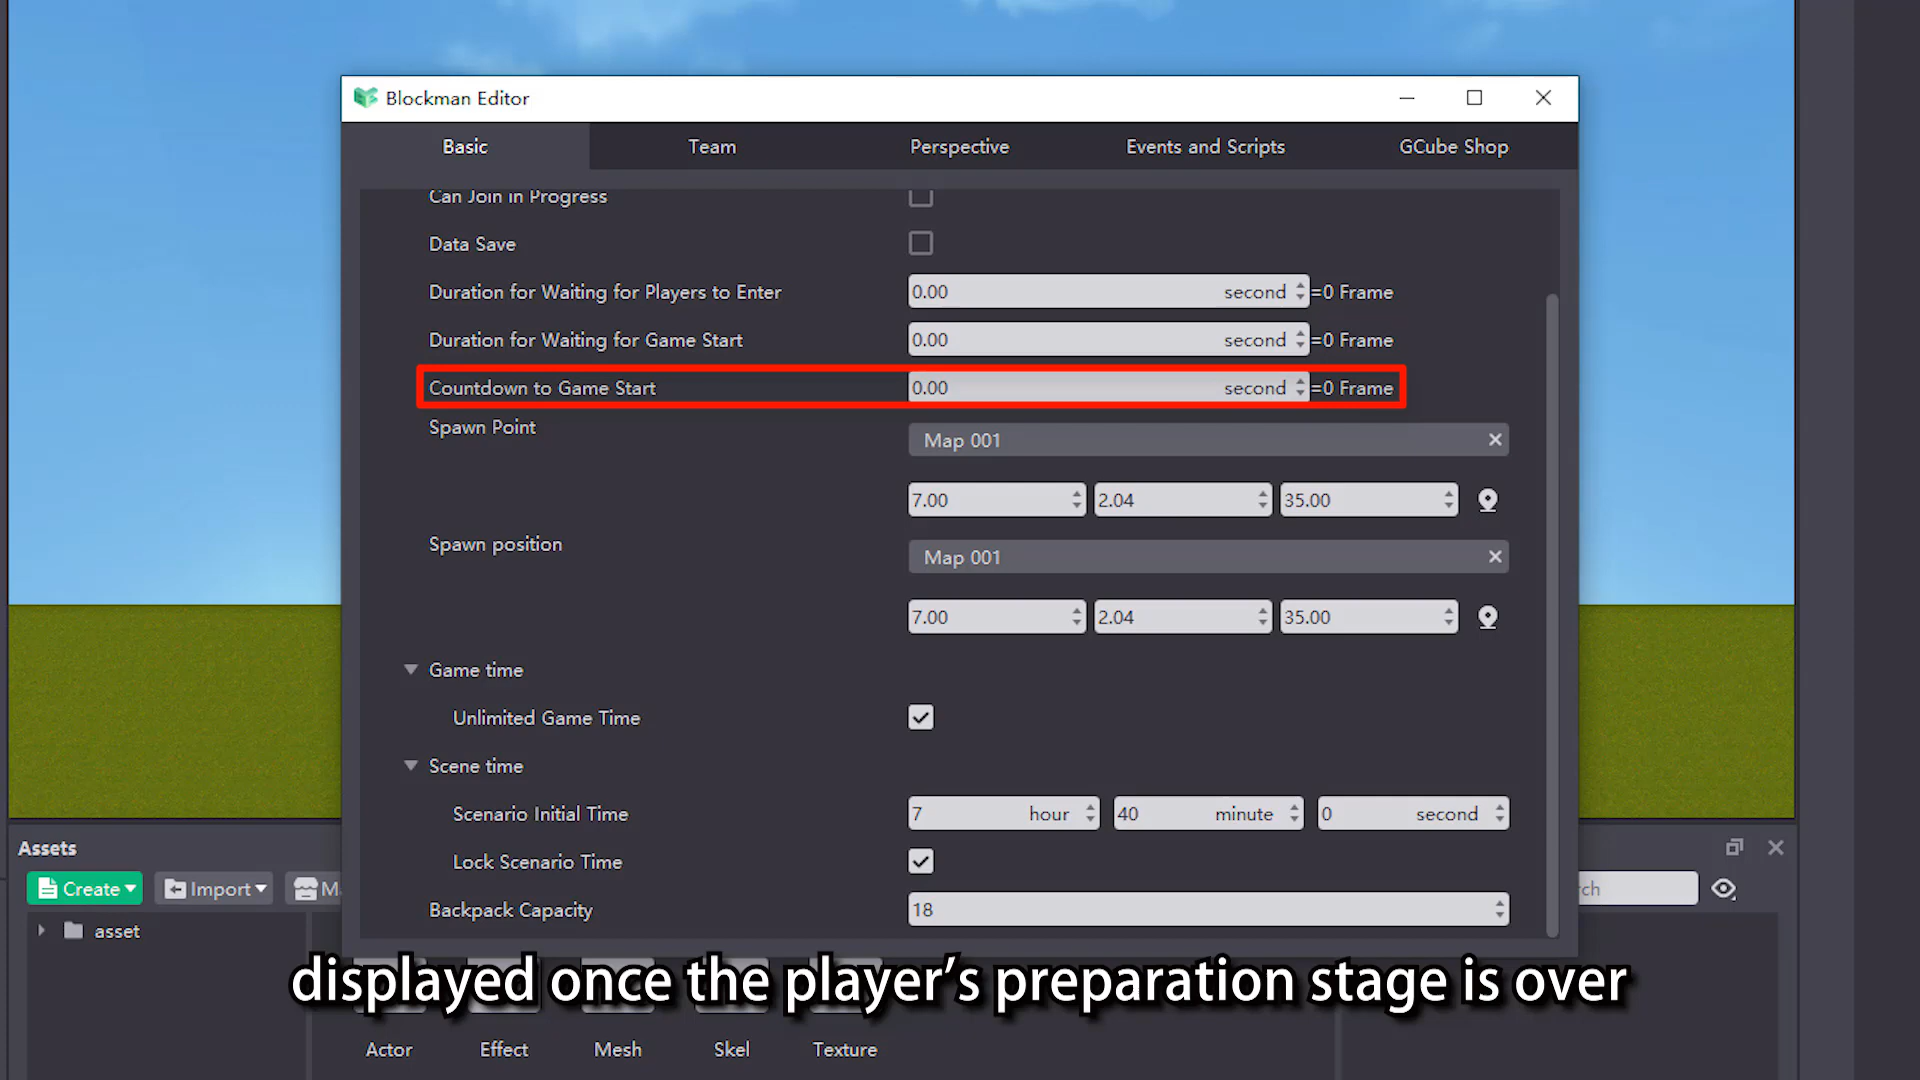 Blockman Editor
Basic Team Perspective Events and Scripts GCube Shop
Can Join in Progress
Data Save
Duration for Waiting for Players to Enter 0.00 second =0 Frame
Duration for Waiting for Game Start 0.00 second =0 Frame
Countdown to Game Start 0.00 second =0 Frame
Spawn Point Map 001
7.00 2.04 35.00
Spawn position Map 001
7.00 2.04 35.00
Game time
Unlimited Game Time
Scene time
Scenario Initial Time 7 hour 40 minute 0 second
Lock Scenario Time
Backpack Capacity 18
Assets
Create Import
asset
displayed once the player’s preparation stage is over
Actor Effect Mesh Skel Texture